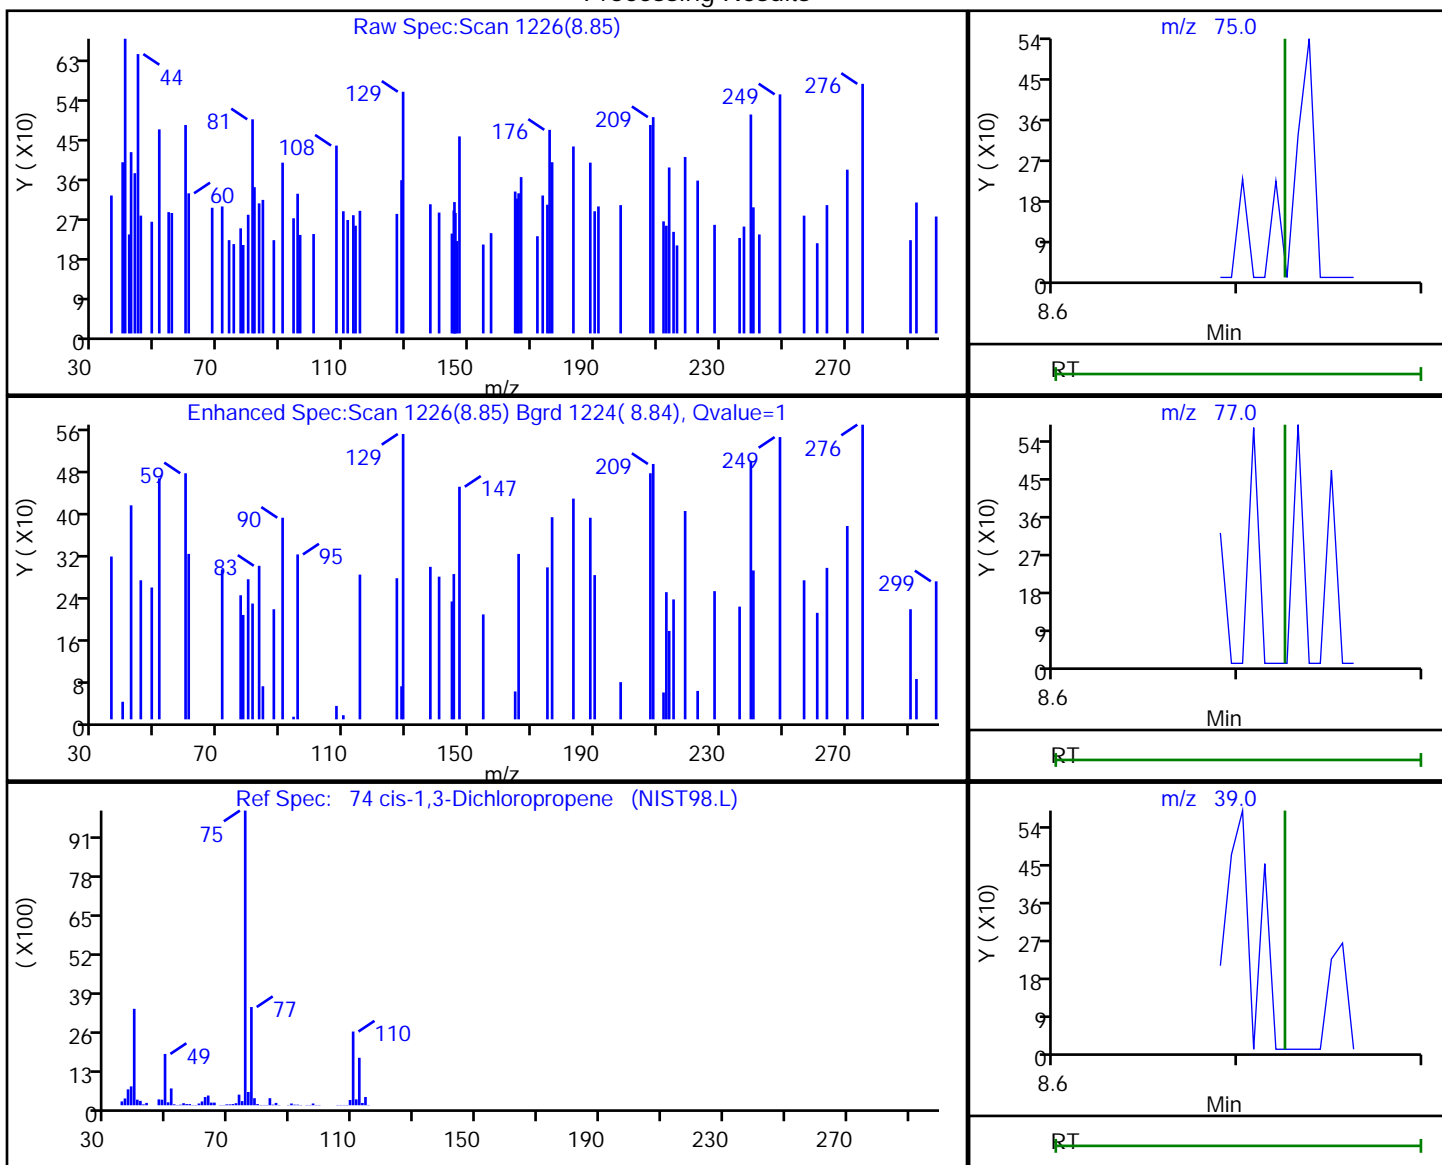 Processing Results
Raw Spec:Scan 1226(8.85)
Y ( X10)
63
54
45
36
27
18
9
0
44
60
81
108
129
176
209
249
276
30 70 110 150 190 230 270
m/z
m/z 75.0
Y ( X10)
54
45
36
27
18
9
0
8.6
Min
RT
Enhanced Spec:Scan 1226(8.85) Bgrd 1224( 8.84), Qvalue=1
Y ( X10)
56
48
40
32
24
16
8
0
59
83
90
95
129
147
209
249
276
299
30 70 110 150 190 230 270
m/z
m/z 77.0
Y ( X10)
54
45
36
27
18
9
0
8.6
Min
RT
Ref Spec: 74 cis-1,3-Dichloropropene (NIST98.L)
( X100)
91
78
65
52
39
26
13
0
75
77
49
110
30 70 110 150 190 230 270
m/z 39.0
Y ( X10)
54
45
36
27
18
9
0
8.6
Min
RT